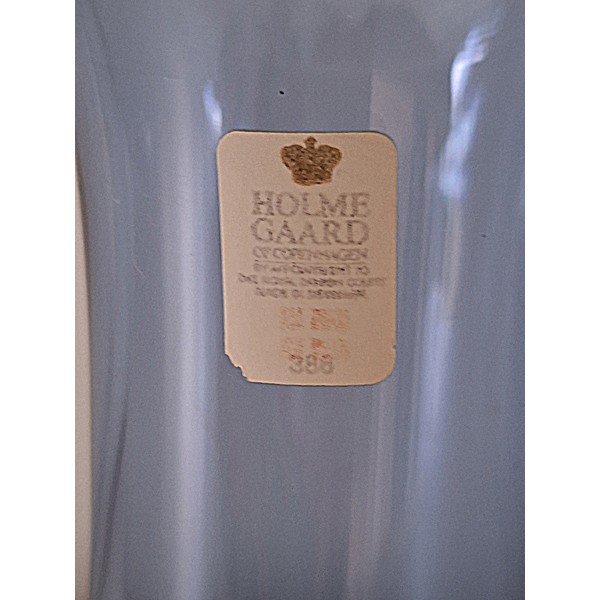 HOLME
GAARD
OF COPENHAGEN
BY APPOINTMENT TO
THE ROYAL DANISH COURT
MADE IN DENMARK
388